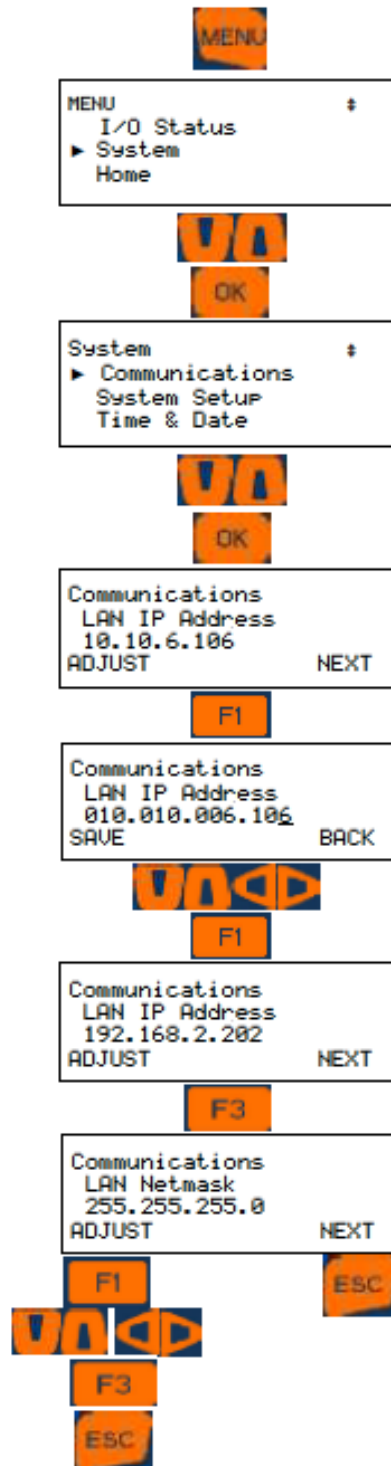 MENU
MENU
I/O Status
► System
Home
OK
System
► Communications
System Setup
Time & Date
OK
Communications
LAN IP Address
10.10.6.106
ADJUST NEXT
F1
Communications
LAN IP Address
010.010.006.106
SAVE BACK
F1
Communications
LAN IP Address
192.168.2.202
ADJUST NEXT
F3
Communications
LAN Netmask
255.255.255.0
ADJUST NEXT
F1 ESC
F3
ESC